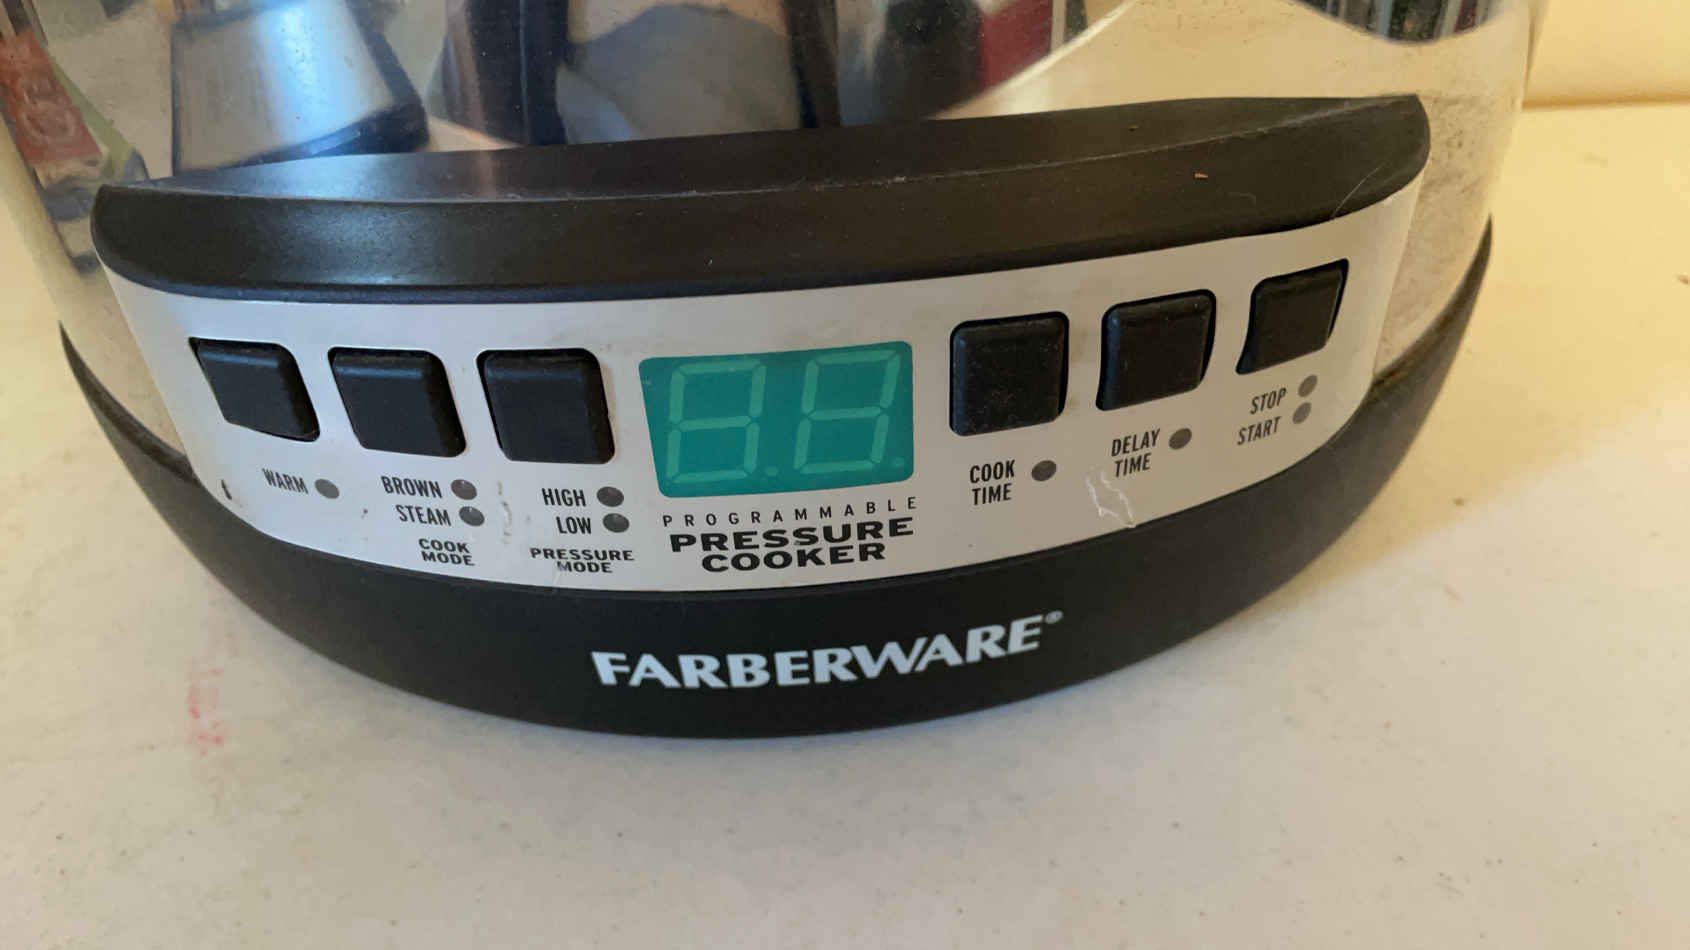 WARM
BROWN
STEAM
COOK
MODE
HIGH
LOW
PRESSURE
MODE
PROGRAMMABLE
PRESSURE
COOKER
COOK
TIME
DELAY
TIME
STOP
START
FARBERWARE®